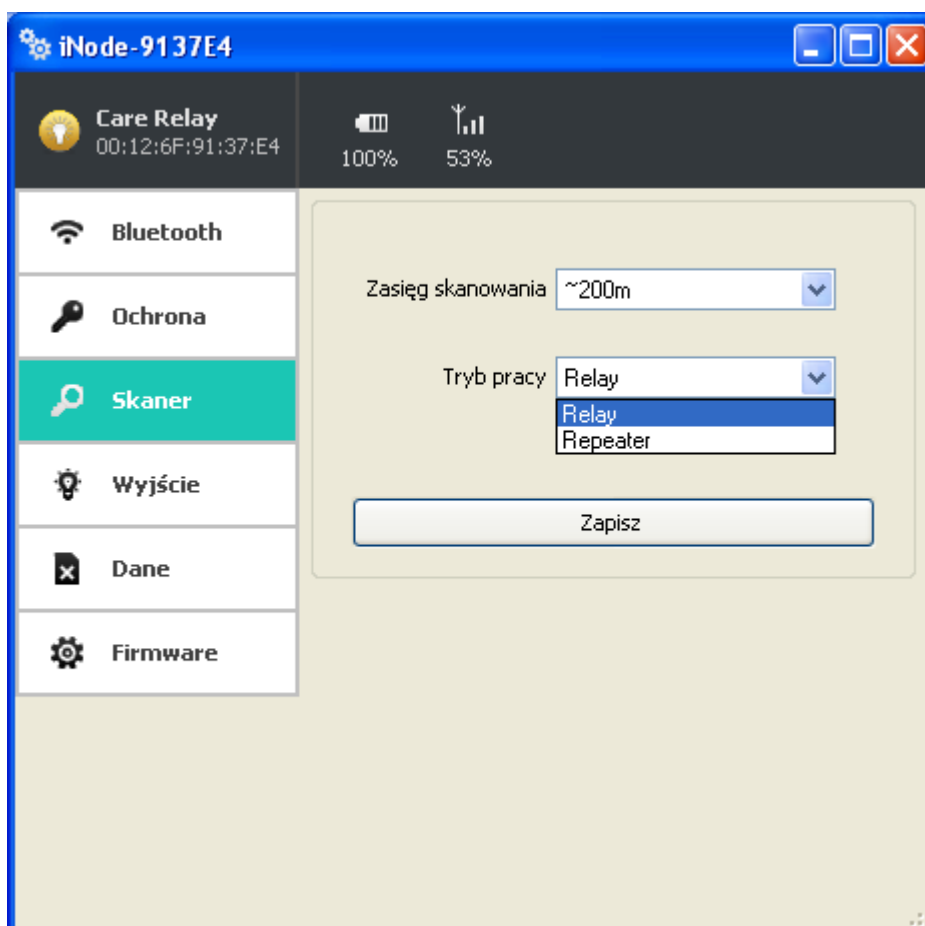 iNode-9137E4
Care Relay
00:12:6F:91:37:E4
100%
53%
Bluetooth
Ochrona
Skaner
Wyjście
Dane
Firmware
Zasięg skanowania
~200m
Tryb pracy
Relay
Relay
Repeater
Zapisz